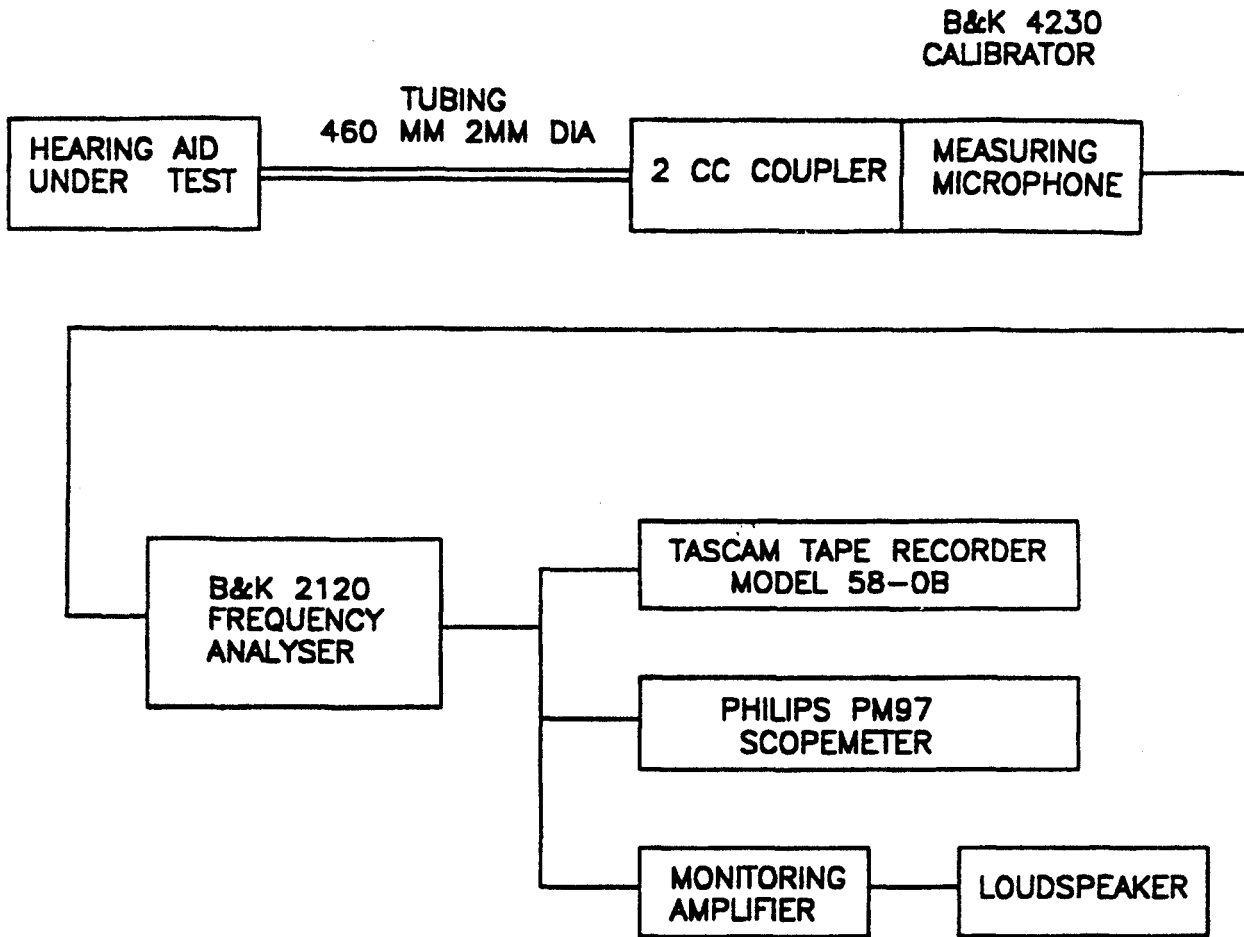 B&K 4230
CALIBRATOR
TUBING
460 MM 2MM DIA
HEARING AID
UNDER TEST
2 CC COUPLER
MEASURING
MICROPHONE
B&K 2120
FREQUENCY
ANALYSER
TASCAM TAPE RECORDER
MODEL 58-OB
PHILIPS PM97
SCOPEMETER
MONITORING
AMPLIFIER
LOUDSPEAKER